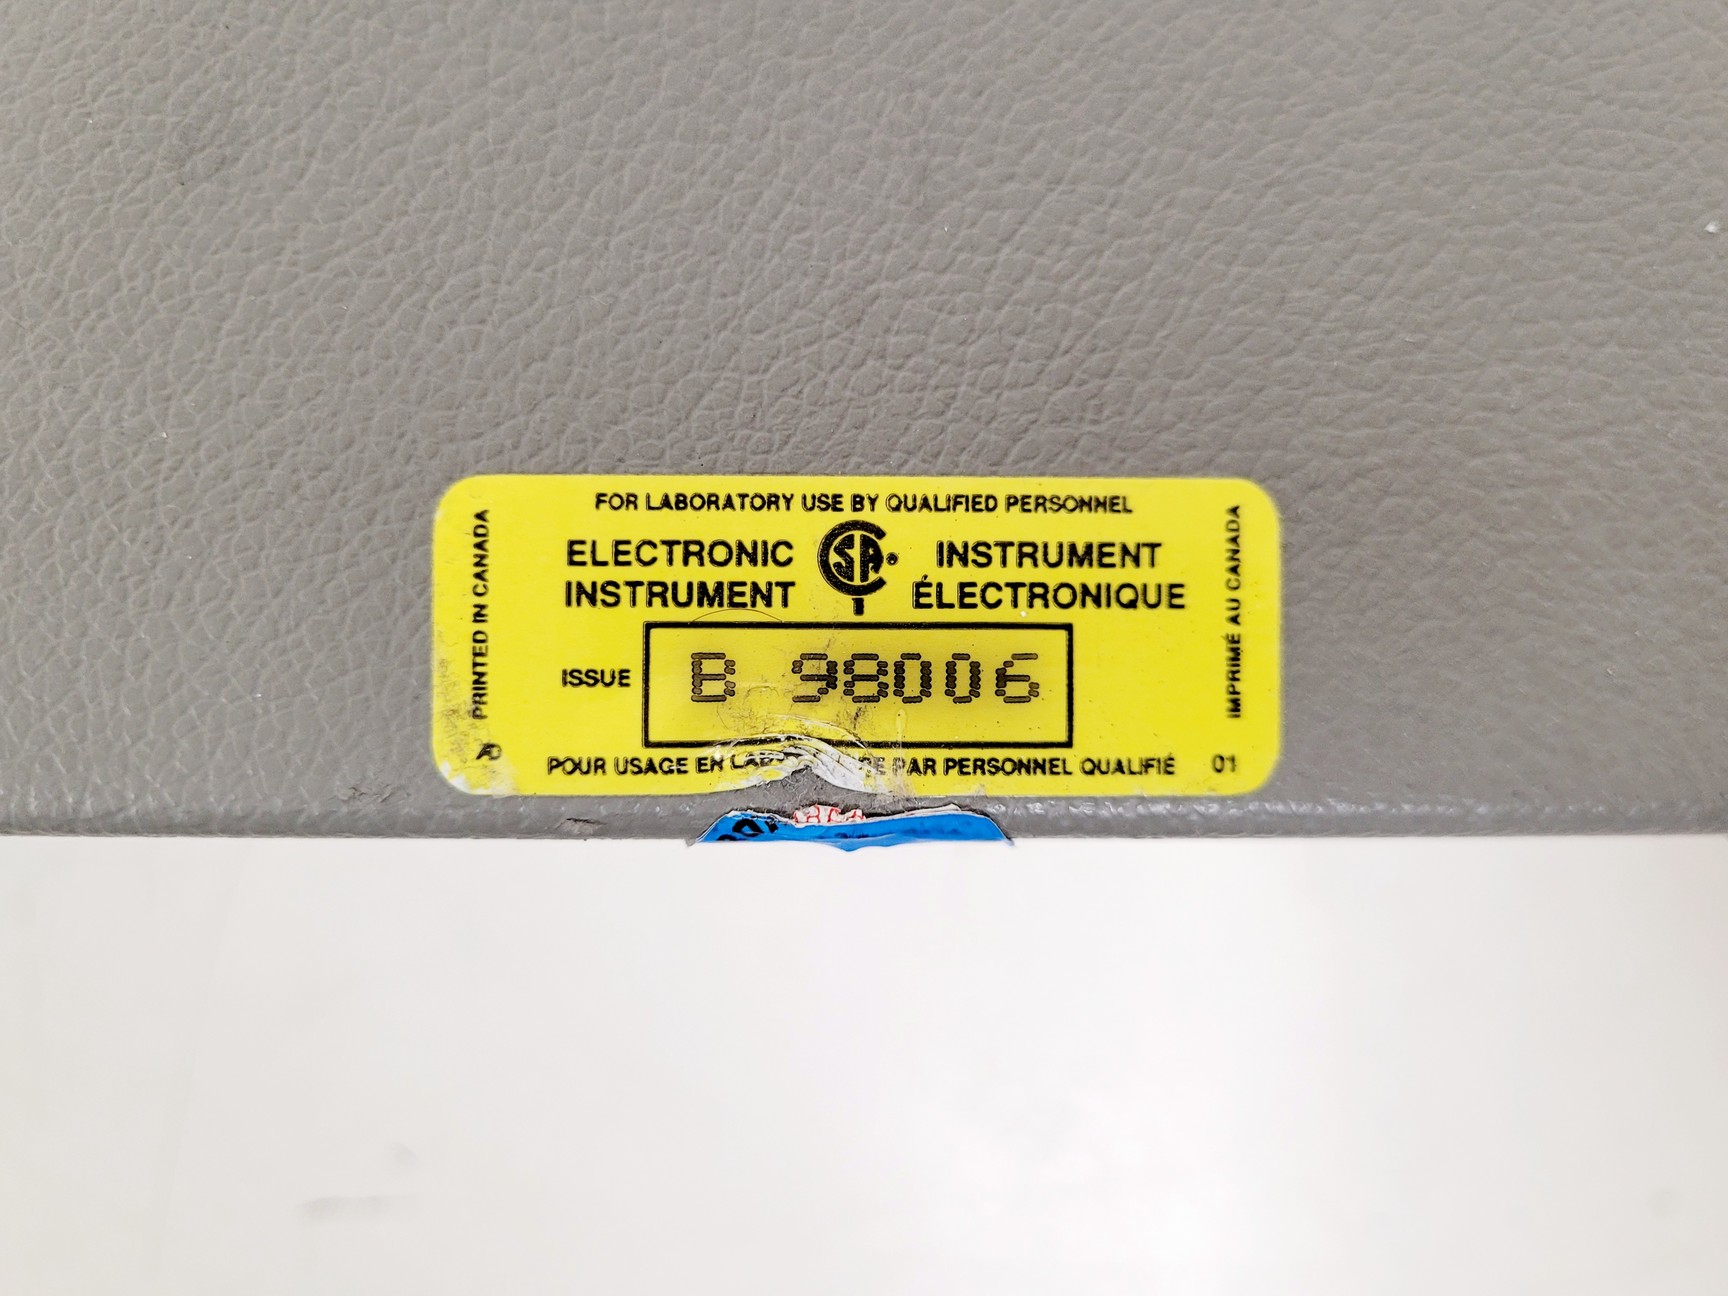 FOR LABORATORY USE BY QUALIFIED PERSONNEL
ELECTRONIC INSTRUMENT
CSA
INSTRUMENT ÉLECTRONIQUE
ISSUE B 98006
POUR USAGE EN PAR PERSONNEL QUALIFIÉ 01
PRINTED IN CANADA
IMPRIMÉ AU CANADA